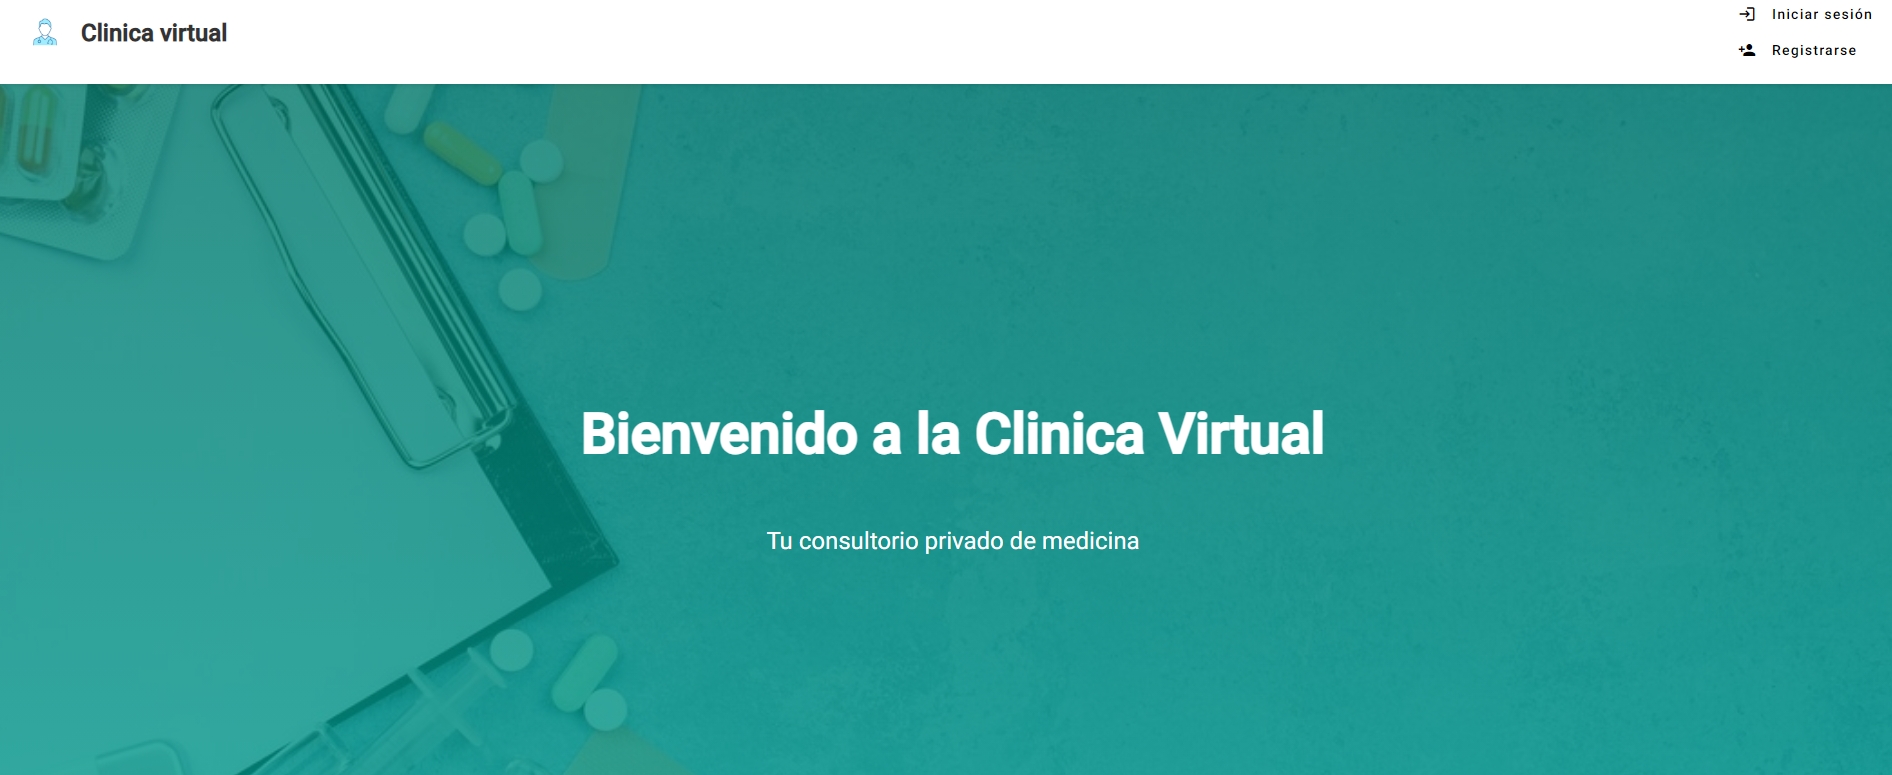 Clinica virtual
Iniciar sesión
Registrarse
Bienvenido a la Clinica Virtual
Tu consultorio privado de medicina